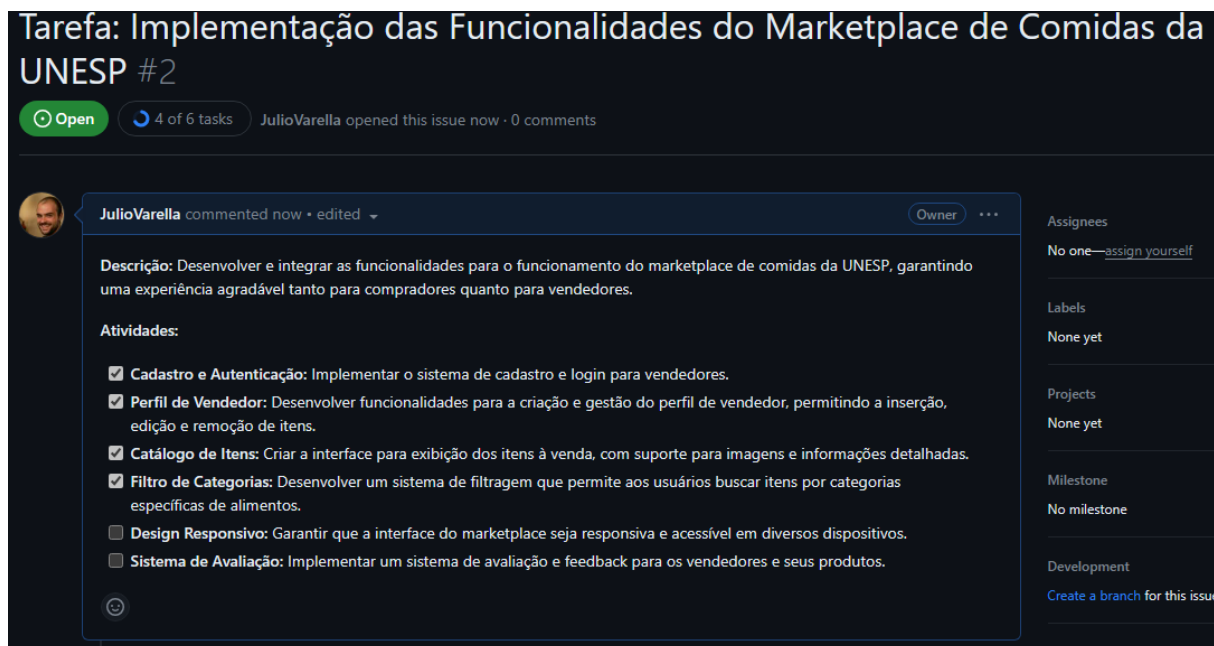 Tarefa: Implementação das Funcionalidades do Marketplace de Comidas da
UNESP #2
Open
4 of 6 tasks
JulioVarella opened this issue now · 0 comments
JulioVarella commented now • edited
Owner
Descrição: Desenvolver e integrar as funcionalidades para o funcionamento do marketplace de comidas da UNESP, garantindo
uma experiência agradável tanto para compradores quanto para vendedores.
Atividades:
Cadastro e Autenticação: Implementar o sistema de cadastro e login para vendedores.
Perfil de Vendedor: Desenvolver funcionalidades para a criação e gestão do perfil de vendedor, permitindo a inserção,
edição e remoção de itens.
Catálogo de Itens: Criar a interface para exibição dos itens à venda, com suporte para imagens e informações detalhadas.
Filtro de Categorias: Desenvolver um sistema de filtragem que permite aos usuários buscar itens por categorias
específicas de alimentos.
Design Responsivo: Garantir que a interface do marketplace seja responsiva e acessível em diversos dispositivos.
Sistema de Avaliação: Implementar um sistema de avaliação e feedback para os vendedores e seus produtos.
Assignees
No one—assign yourself
Labels
None yet
Projects
None yet
Milestone
No milestone
Development
Create a branch for this issue